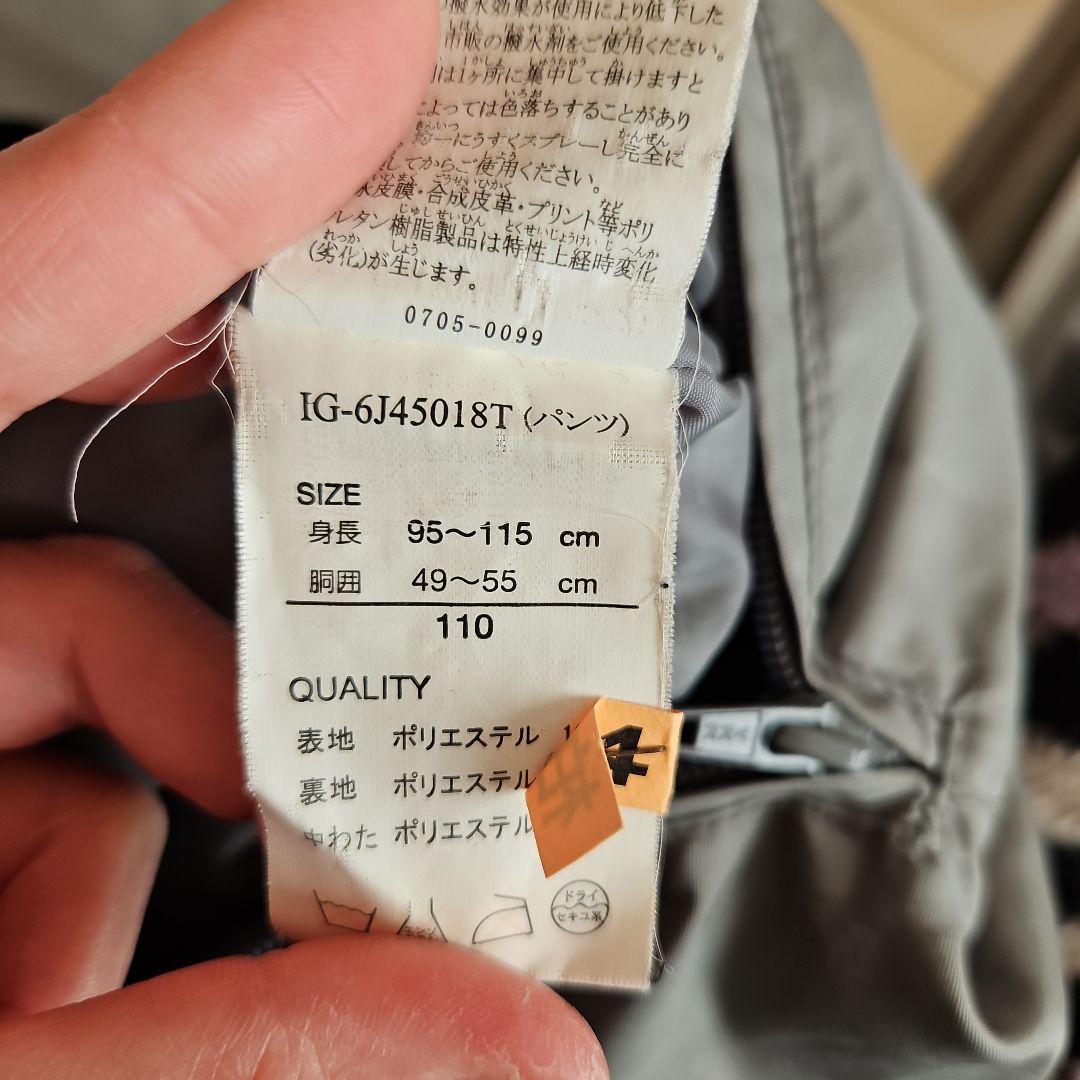 撥水効果が使用により低下した
市販の撥水剤をご使用ください。
は1ヶ所に集中して掛けますと
よっては色落ちすることがあり
均一にうすくスプレーし完全に
してからご使用ください。
皮膜・合成皮革・プリント等ポリ
レタン樹脂製品は特性上経時変化
(劣化)が生じます。
0705-0099
IG-6J45018T (パンツ)
SIZE
身長 95〜115 cm
胴囲 49〜55 cm
110
QUALITY
表地 ポリエステル
裏地 ポリエステル
中わた ポリエステル
4
ドライ
セキユ系